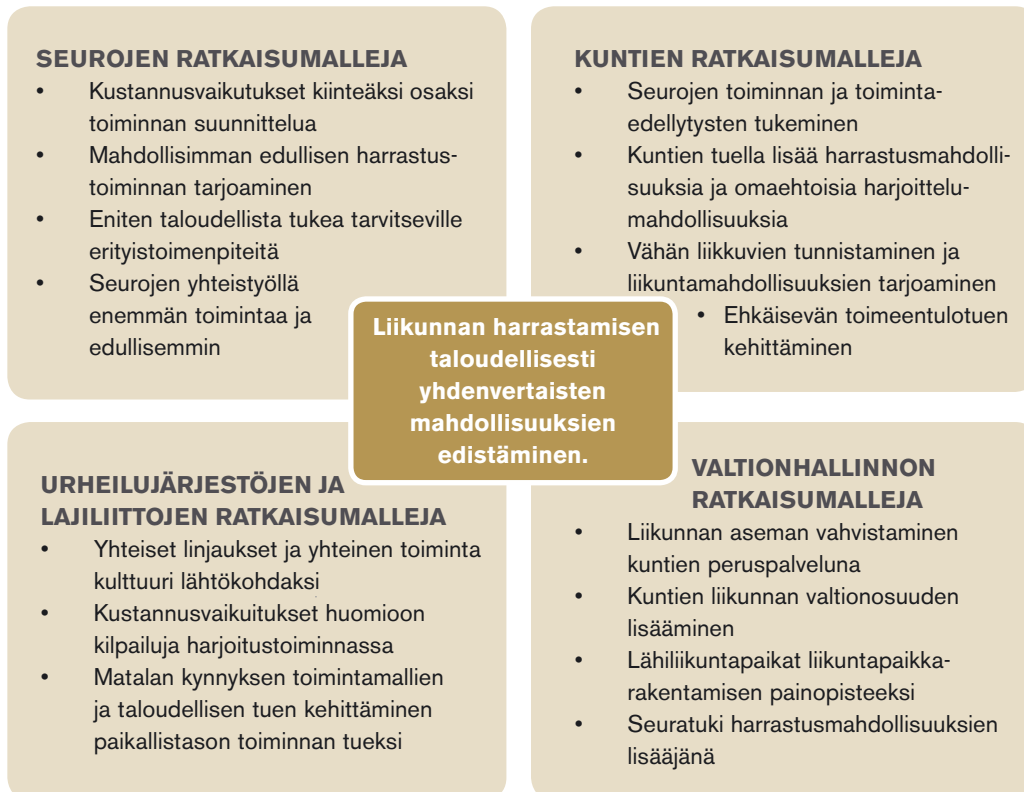 SEUROJEN RATKAISUMALLEJA
• Kustannusvaikutukset kiinteäksi osaksi
toiminnan suunnittelua
• Mahdollisimman edullisen harrastus-
toiminnan tarjoaminen
• Eniten taloudellista tukea tarvitseville
erityistoimenpiteitä
• Seurojen yhteistyöllä
enemmän toimintaa ja
edullisemmin
KUNTIEN RATKAISUMALLEJA
• Seurojen toiminnan ja toiminta-
edellytysten tukeminen
• Kuntien tuella lisää harrastusmahdolli-
suuksia ja omaehtoisia harjoittelu-
mahdollisuuksia
• Vähän liikkuvien tunnistaminen ja
liikuntamahdollisuuksien tarjoaminen
• Ehkäisevän toimeentulotuen
kehittäminen
Liikunnan harrastamisen
taloudellisesti
yhdenvertaisten
mahdollisuuksien
edistäminen.
URHEILUJÄRJESTÖJEN JA
LAJILIITTOJEN RATKAISUMALLEJA
• Yhteiset linjaukset ja yhteinen toiminta
kulttuuri lähtökohdaksi
• Kustannusvaikuitukset huomioon
kilpailuja harjoitustoiminnassa
• Matalan kynnyksen toimintamallien
ja taloudellisen tuen kehittäminen
paikallistason toiminnan tueksi
VALTIONHALLINNON
RATKAISUMALLEJA
• Liikunnan aseman vahvistaminen
kuntien peruspalveluna
• Kuntien liikunnan valtionosuuden
lisääminen
• Lähiliikuntapaikat liikuntapaikka-
rakentamisen painopisteeksi
• Seuratuki harrastusmahdollisuuksien
lisääjänä